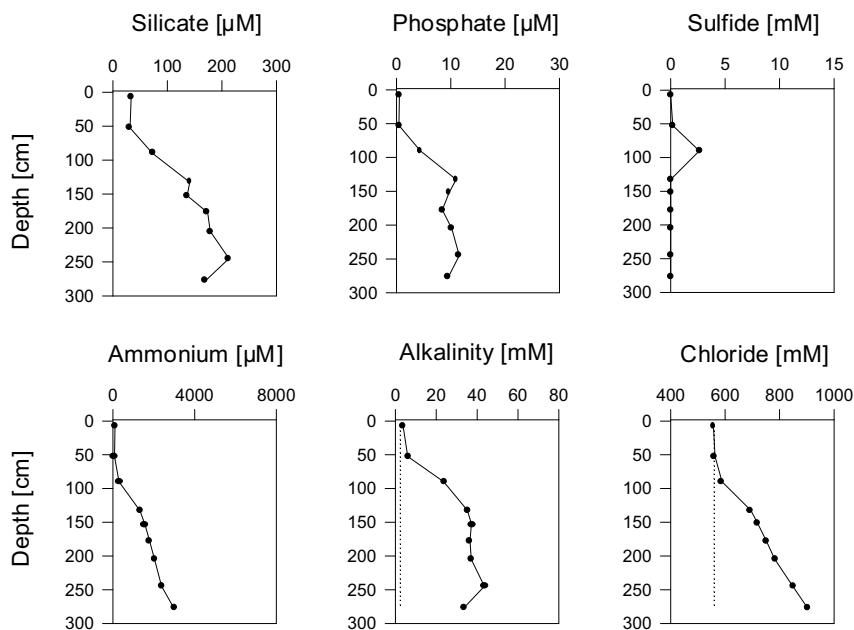 Silicate [µM] Phosphate [µM] Sulfide [mM]
0 100 200 300 0 10 20 30 0 5 10 15
Depth [cm]
0 0 0
50 50 50
100 100 100
150 150 150
200 200 200
250 250 250
300 300 300
Ammonium [µM] Alkalinity [mM] Chloride [mM]
0 4000 8000 0 20 40 60 80 400 600 800 1000
Depth [cm]
0 0 0
50 50 50
100 100 100
150 150 150
200 200 200
250 250 250
300 300 300